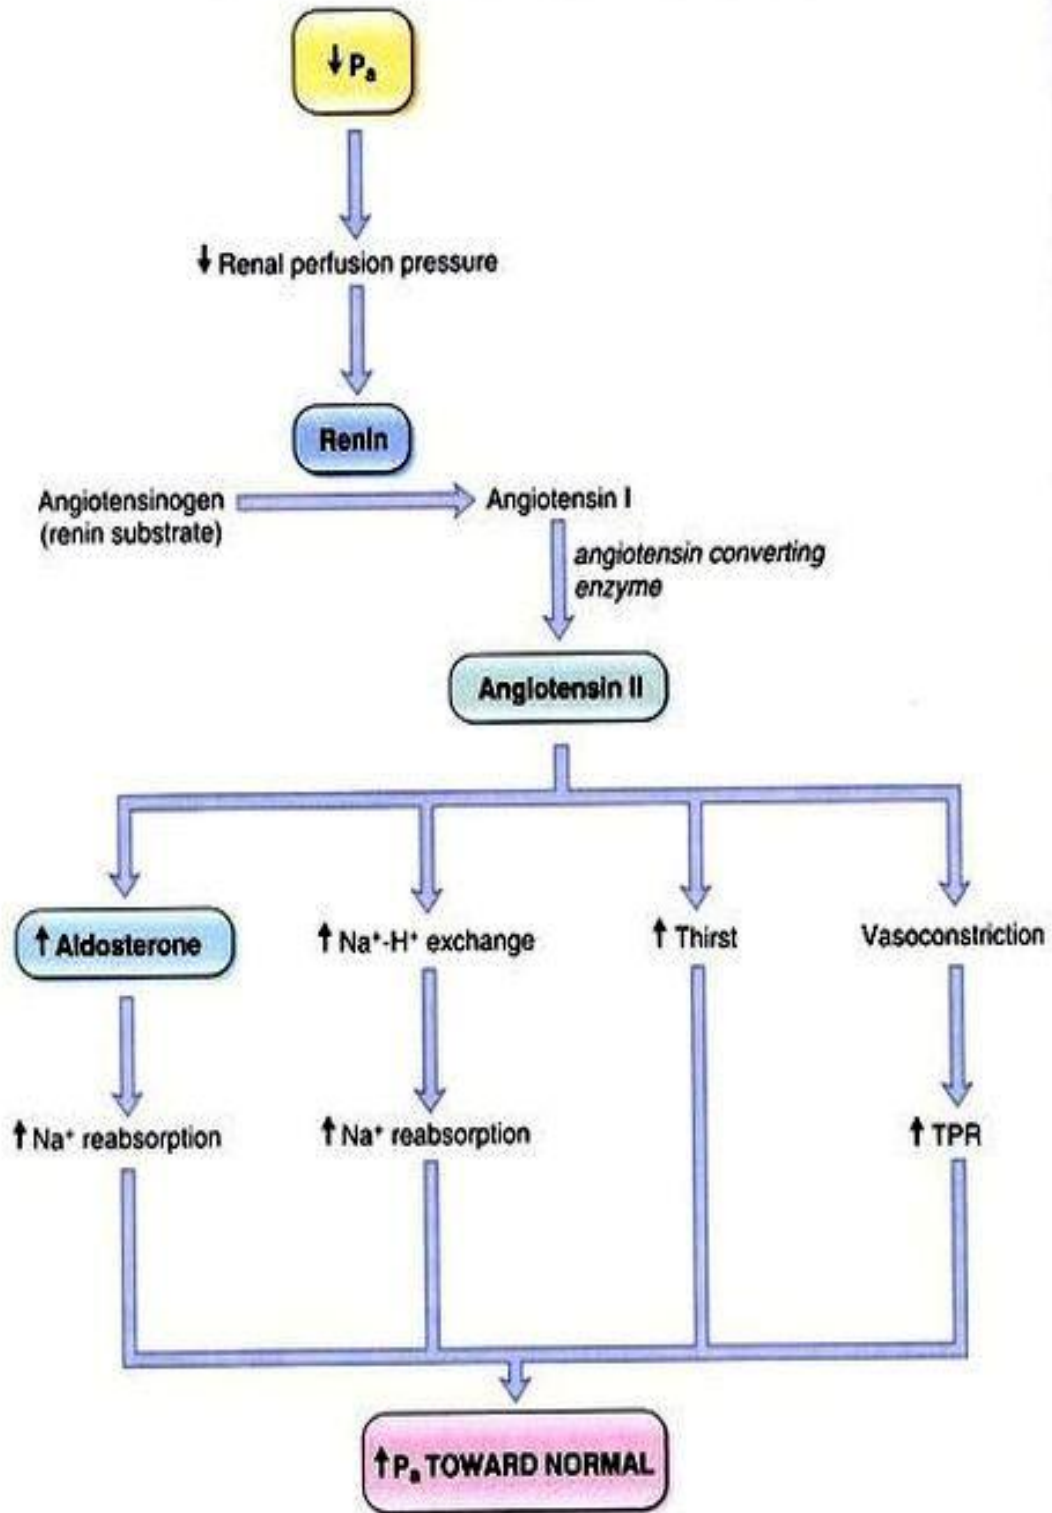 ↓Pₐ
↓ Renal perfusion pressure
Renin
Angiotensinogen
(renin substrate)
Angiotensin I
angiotensin converting
enzyme
Angiotensin II
↑ Aldosterone
↑ Na⁺-H⁺ exchange
↑ Thirst
Vasoconstriction
↑ Na⁺ reabsorption
↑ Na⁺ reabsorption
↑ TPR
↑Pₐ TOWARD NORMAL